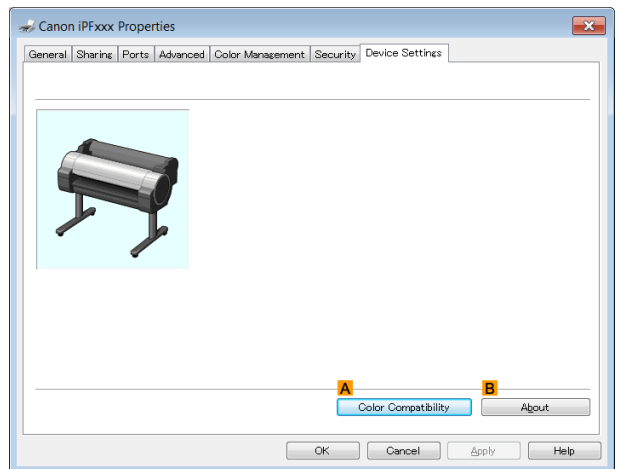 Canon iPFxxx Properties
General Sharing Ports Advanced Color Management Security Device Settings
A B
Color Compatibility About
OK Cancel Apply Help